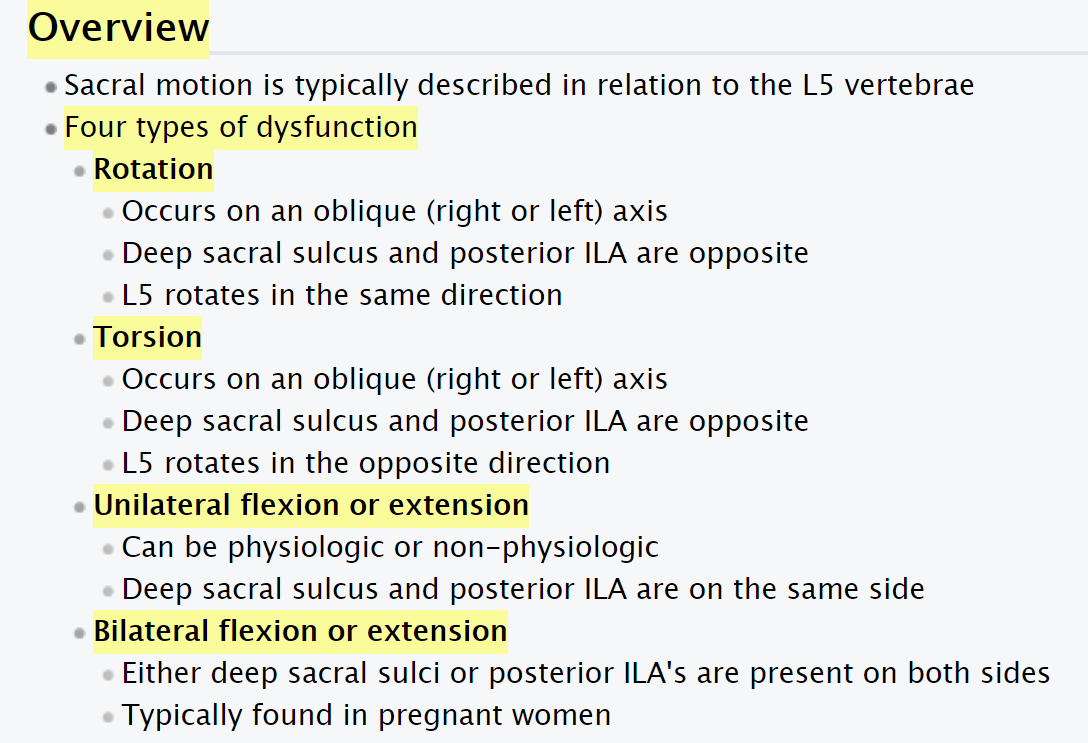 Overview
Sacral motion is typically described in relation to the L5 vertebrae
Four types of dysfunction
Rotation
Occurs on an oblique (right or left) axis
Deep sacral sulcus and posterior ILA are opposite
L5 rotates in the same direction
Torsion
Occurs on an oblique (right or left) axis
Deep sacral sulcus and posterior ILA are opposite
L5 rotates in the opposite direction
Unilateral flexion or extension
Can be physiologic or non-physiologic
Deep sacral sulcus and posterior ILA are on the same side
Bilateral flexion or extension
Either deep sacral sulci or posterior ILA's are present on both sides
Typically found in pregnant women